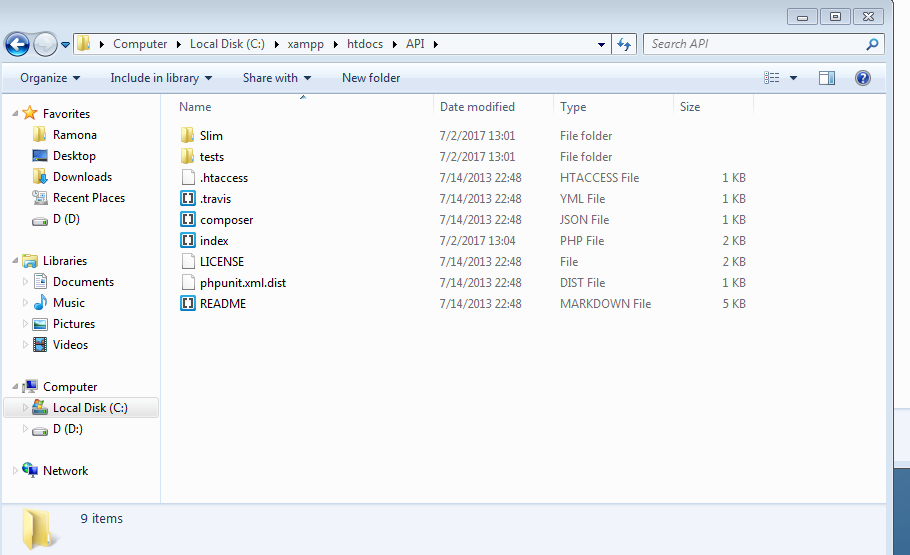 Computer Local Disk (C:) xampp htdocs API Search API
Organize Include in library Share with New folder
Name Date modified Type Size
Favorites
Ramona
Desktop
Downloads
Recent Places
D (D)
Libraries
Documents
Music
Pictures
Videos
Computer
Local Disk (C:)
D (D:)
Network
Slim 7/2/2017 13:01 File folder
tests 7/2/2017 13:01 File folder
.htaccess 7/14/2013 22:48 HTACCESS File 1 KB
.travis 7/14/2013 22:48 YML File 1 KB
composer 7/14/2013 22:48 JSON File 1 KB
index 7/2/2017 13:04 PHP File 2 KB
LICENSE 7/14/2013 22:48 File 2 KB
phpunit.xml.dist 7/14/2013 22:48 DIST File 1 KB
README 7/14/2013 22:48 MARKDOWN File 5 KB
9 items